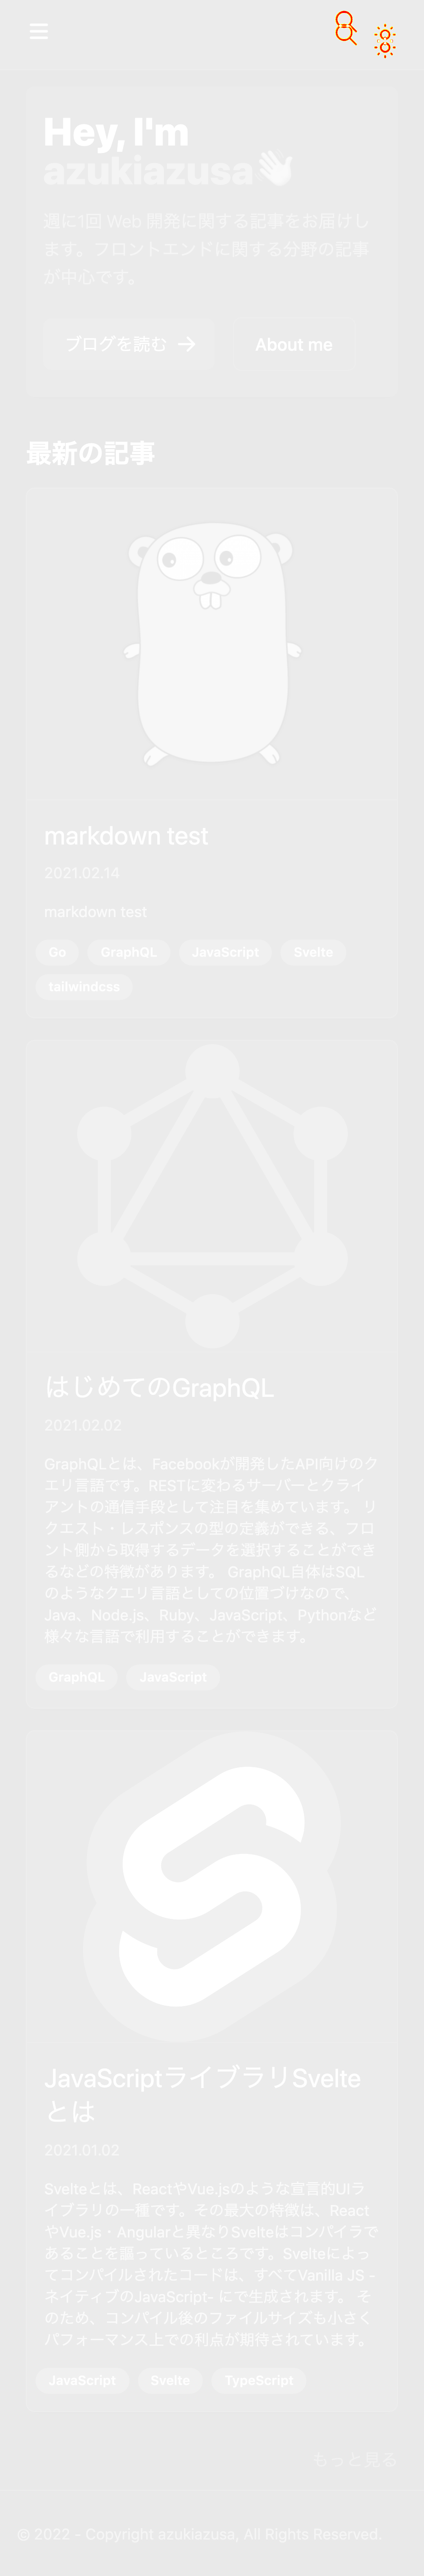 Hey, I'm
azukiazusa👋
週に1回 Web 開発に関する記事をお届けし
ます。フロントエンドに関する分野の記事
が中心です。
ブログを読む →
About me
最新の記事
markdown test
2021.02.14
markdown test
Go GraphQL JavaScript Svelte
tailwindcss
はじめてのGraphQL
2021.02.02
GraphQLとは、Facebookが開発したAPI向けのク
エリ言語です。RESTに変わるサーバーとクライ
アントの通信手段として注目を集めています。 リ
クエスト・レスポンスの型の定義ができる、フロ
ント側から取得するデータを選択することができ
るなどの特徴があります。 GraphQL自体はSQL
のようなクエリ言語としての位置づけなので、
Java、Node.js、Ruby、JavaScript、Pythonなど
様々な言語で利用することができます。
GraphQL JavaScript
JavaScriptライブラリSvelte
とは
2021.01.02
Svelteとは、ReactやVue.jsのような宣言的UIラ
イブラリの一種です。その最大の特徴は、React
やVue.js・Angularと異なりSvelteはコンパイラで
あることを謳っているところです。Svelteによっ
てコンパイルされたコードは、すべてVanilla JS -
ネイティブのJavaScript- にで生成されます。 そ
のため、コンパイル後のファイルサイズも小さく
パフォーマンス上での利点が期待されています。
JavaScript Svelte TypeScript
もっと見る
© 2022 - Copyright azukiazusa, All Rights Reserved.